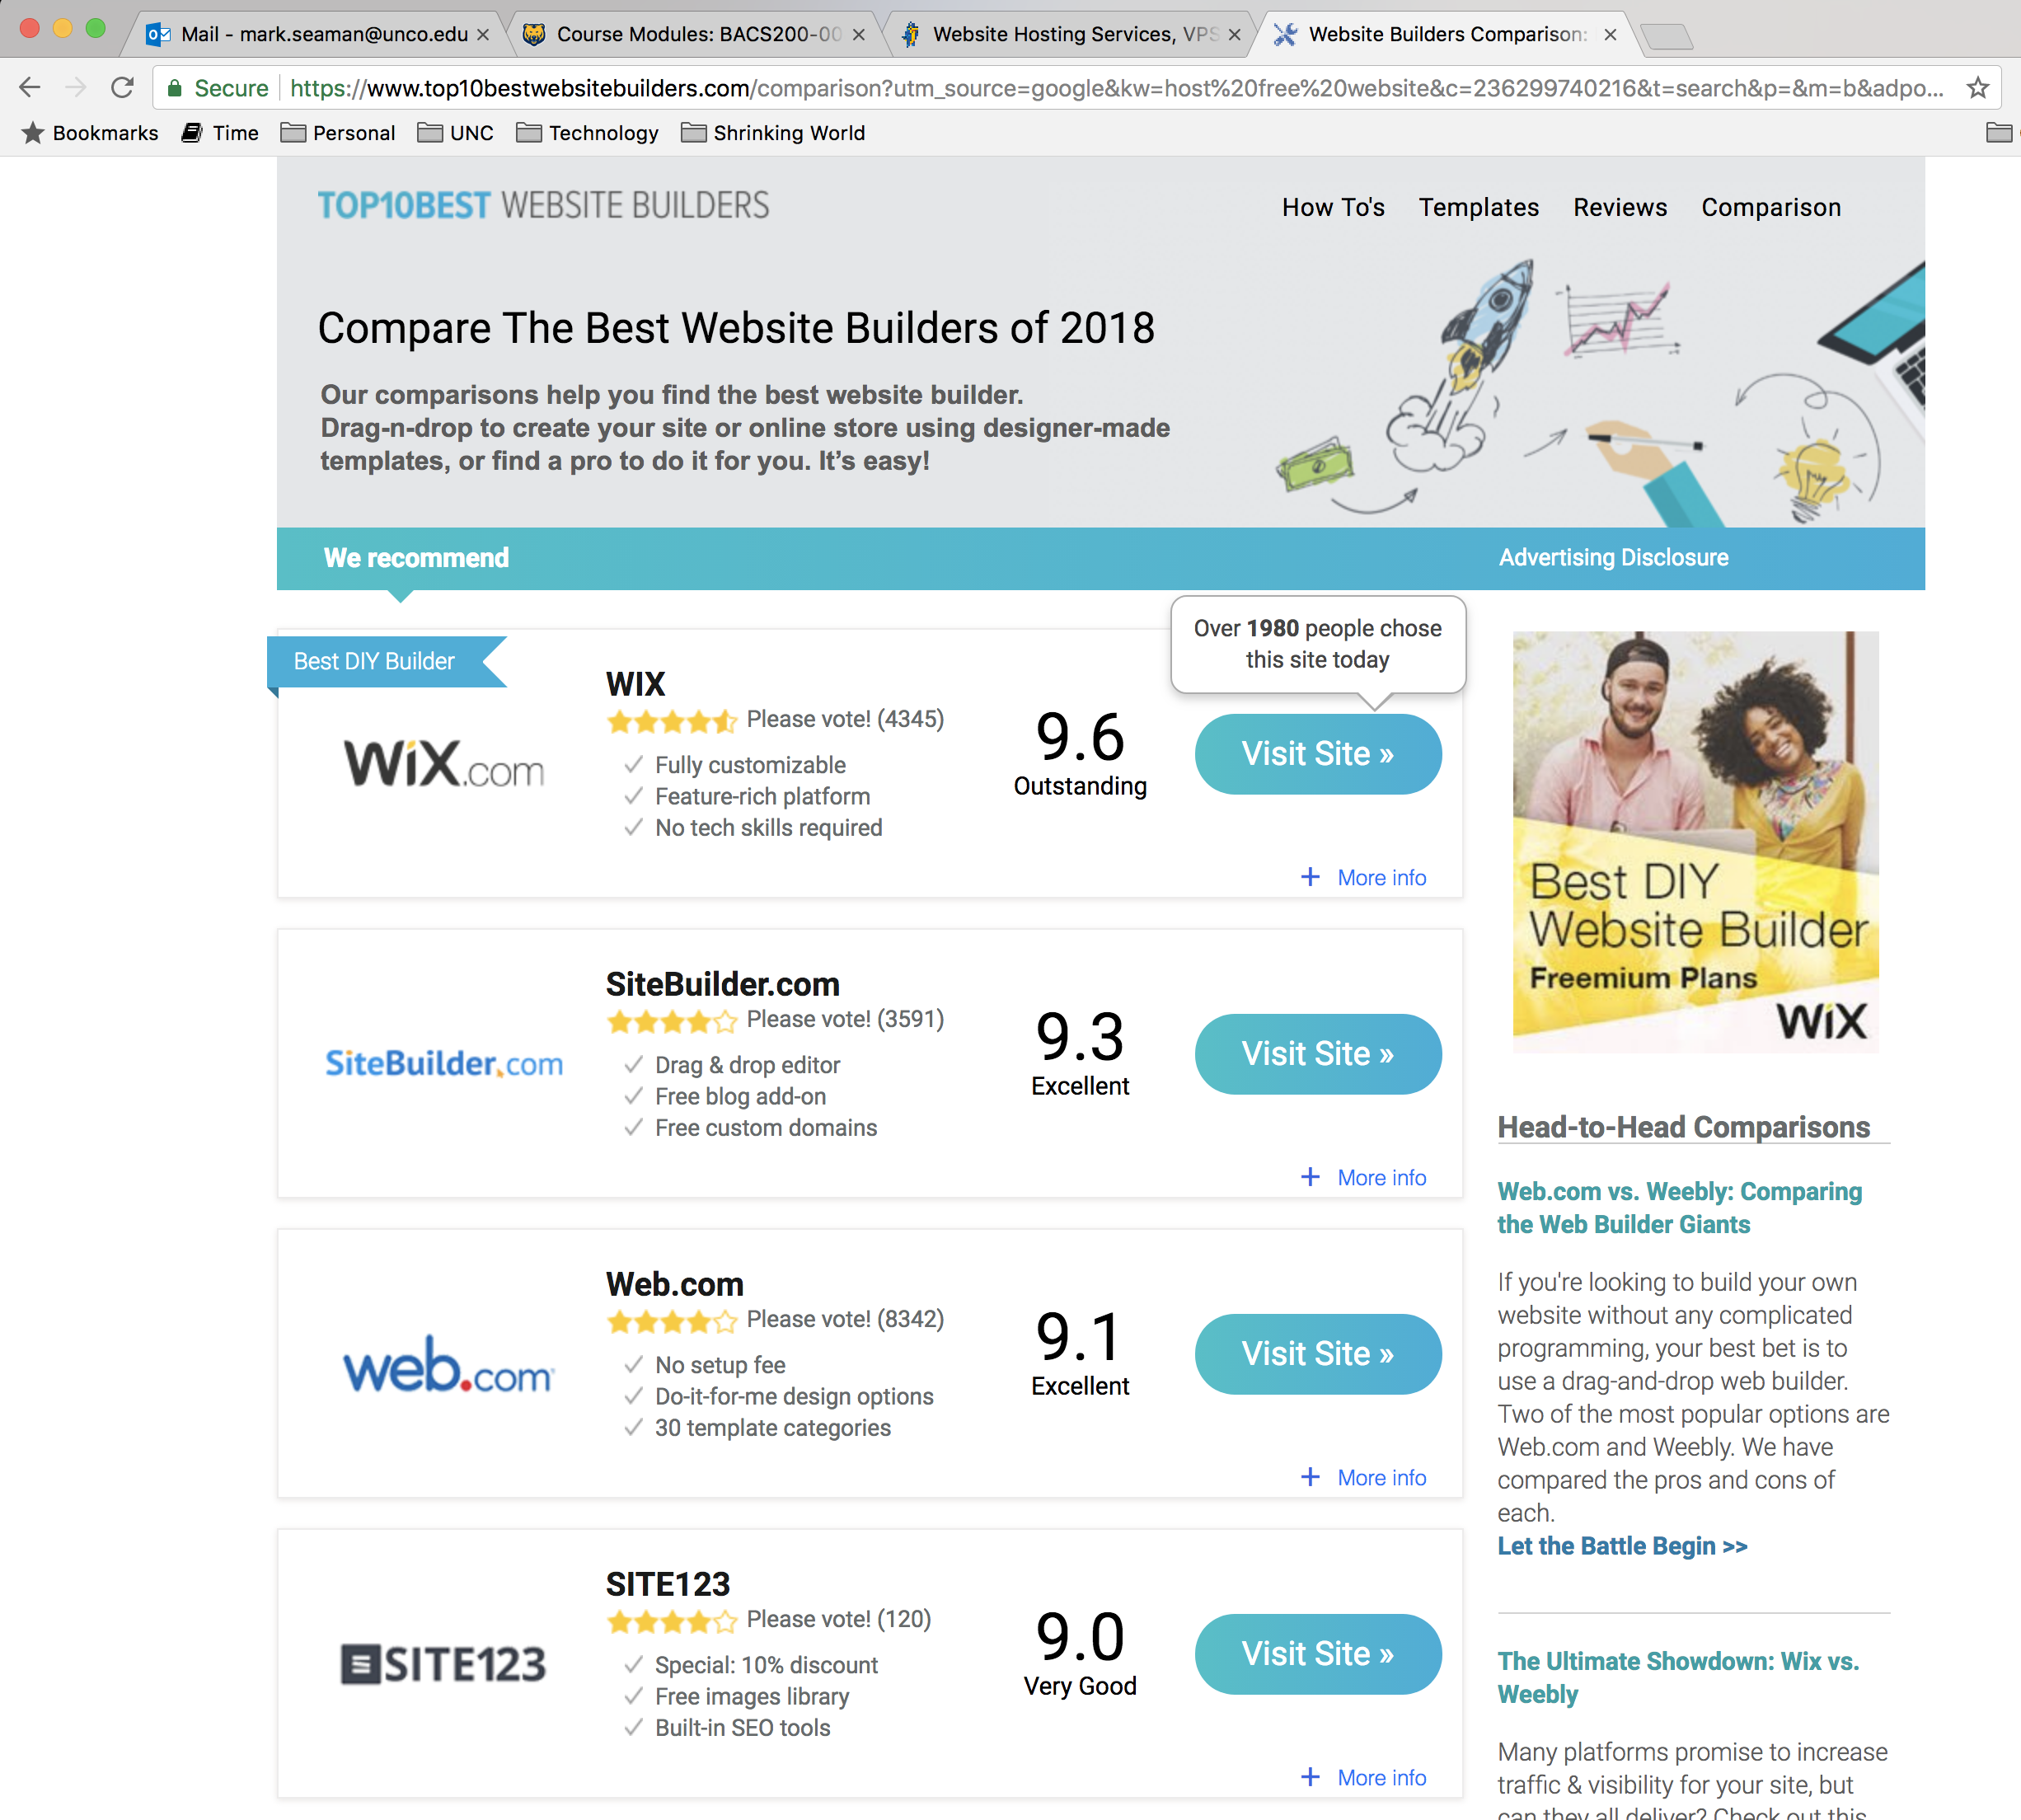 Mail - mark.seaman@unco.edu
Course Modules: BACS200-00
Website Hosting Services, VPS
Website Builders Comparison:
Secure
https://www.top10bestwebsitebuilders.com/comparison?utm_source=google&kw=host%20free%20website&c=236299740216&t=search&p=&m=b&adpo...
Bookmarks
Time
Personal
UNC
Technology
Shrinking World
TOP10BEST WEBSITE BUILDERS
How To's
Templates
Reviews
Comparison
Compare The Best Website Builders of 2018
Our comparisons help you find the best website builder.
Drag-n-drop to create your site or online store using designer-made
templates, or find a pro to do it for you. It’s easy!
We recommend
Advertising Disclosure
Best DIY Builder
WiX.com
WIX
Please vote! (4345)
Fully customizable
Feature-rich platform
No tech skills required
9.6
Outstanding
Over 1980 people chose
this site today
Visit Site »
+ More info
SiteBuilder.com
SiteBuilder.com
Please vote! (3591)
Drag & drop editor
Free blog add-on
Free custom domains
9.3
Excellent
Visit Site »
+ More info
web.com
Web.com
Please vote! (8342)
No setup fee
Do-it-for-me design options
30 template categories
9.1
Excellent
Visit Site »
+ More info
SITE123
SITE123
Please vote! (120)
Special: 10% discount
Free images library
Built-in SEO tools
9.0
Very Good
Visit Site »
+ More info
Best DIY
Website Builder
Freemium Plans
WiX
Head-to-Head Comparisons
Web.com vs. Weebly: Comparing
the Web Builder Giants
If you're looking to build your own
website without any complicated
programming, your best bet is to
use a drag-and-drop web builder.
Two of the most popular options are
Web.com and Weebly. We have
compared the pros and cons of
each.
Let the Battle Begin >>
The Ultimate Showdown: Wix vs.
Weebly
Many platforms promise to increase
traffic & visibility for your site, but
can they all deliver? Check out this